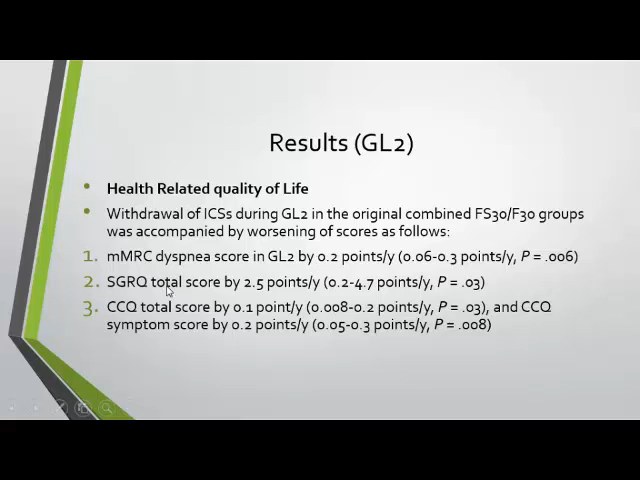 Results (GL2)
• Health Related quality of Life
• Withdrawal of ICSs during GL2 in the original combined FS30/F30 groups
was accompanied by worsening of scores as follows:
1. mMRC dyspnea score in GL2 by 0.2 points/y (0.06-0.3 points/y, P = .006)
2. SGRQ total score by 2.5 points/y (0.2-4.7 points/y, P = .03)
3. CCQ total score by 0.1 point/y (0.008-0.2 points/y, P = .03), and CCQ
symptom score by 0.2 points/y (0.05-0.3 points/y, P = .008)